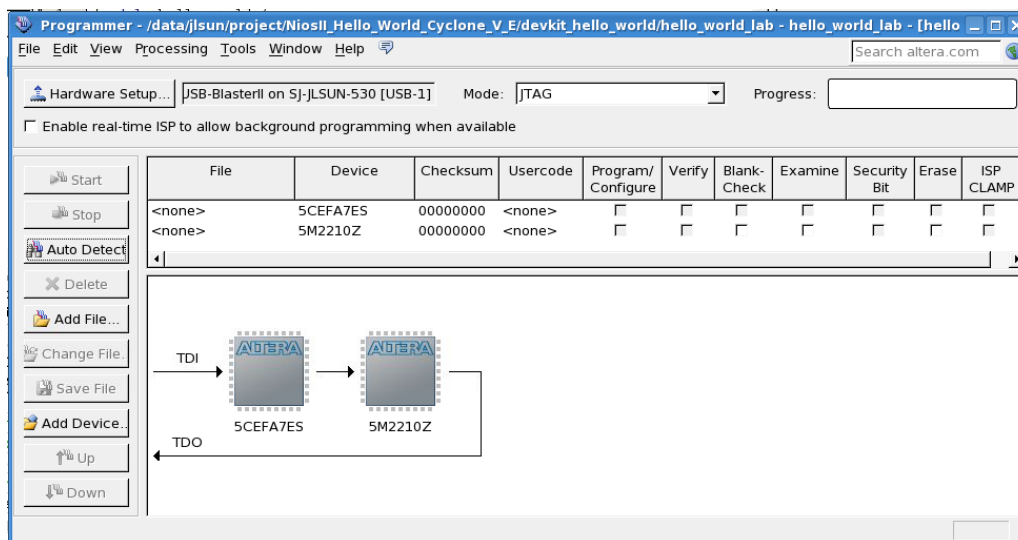 Programmer - /data/jlsun/project/NiosII_Hello_World_Cyclone_V_E/devkit_hello_world/hello_world_lab - hello_world_lab - [hello
File Edit View Processing Tools Window Help
Search altera.com
Hardware Setup... JSB-BlasterII on SJ-JLSUN-530 [USB-1] Mode: JTAG Progress:
Enable real-time ISP to allow background programming when available
Start
Stop
Auto Detect
Delete
Add File...
Change File.
Save File
Add Device.
Up
Down
File Device Checksum Usercode Program/ Configure Verify Blank- Check Examine Security Bit Erase ISP CLAMP
<none> 5CEFA7ES 00000000 <none>
<none> 5M2210Z 00000000 <none>
TDI
ALTERA
ALTERA
5CEFA7ES
5M2210Z
TDO